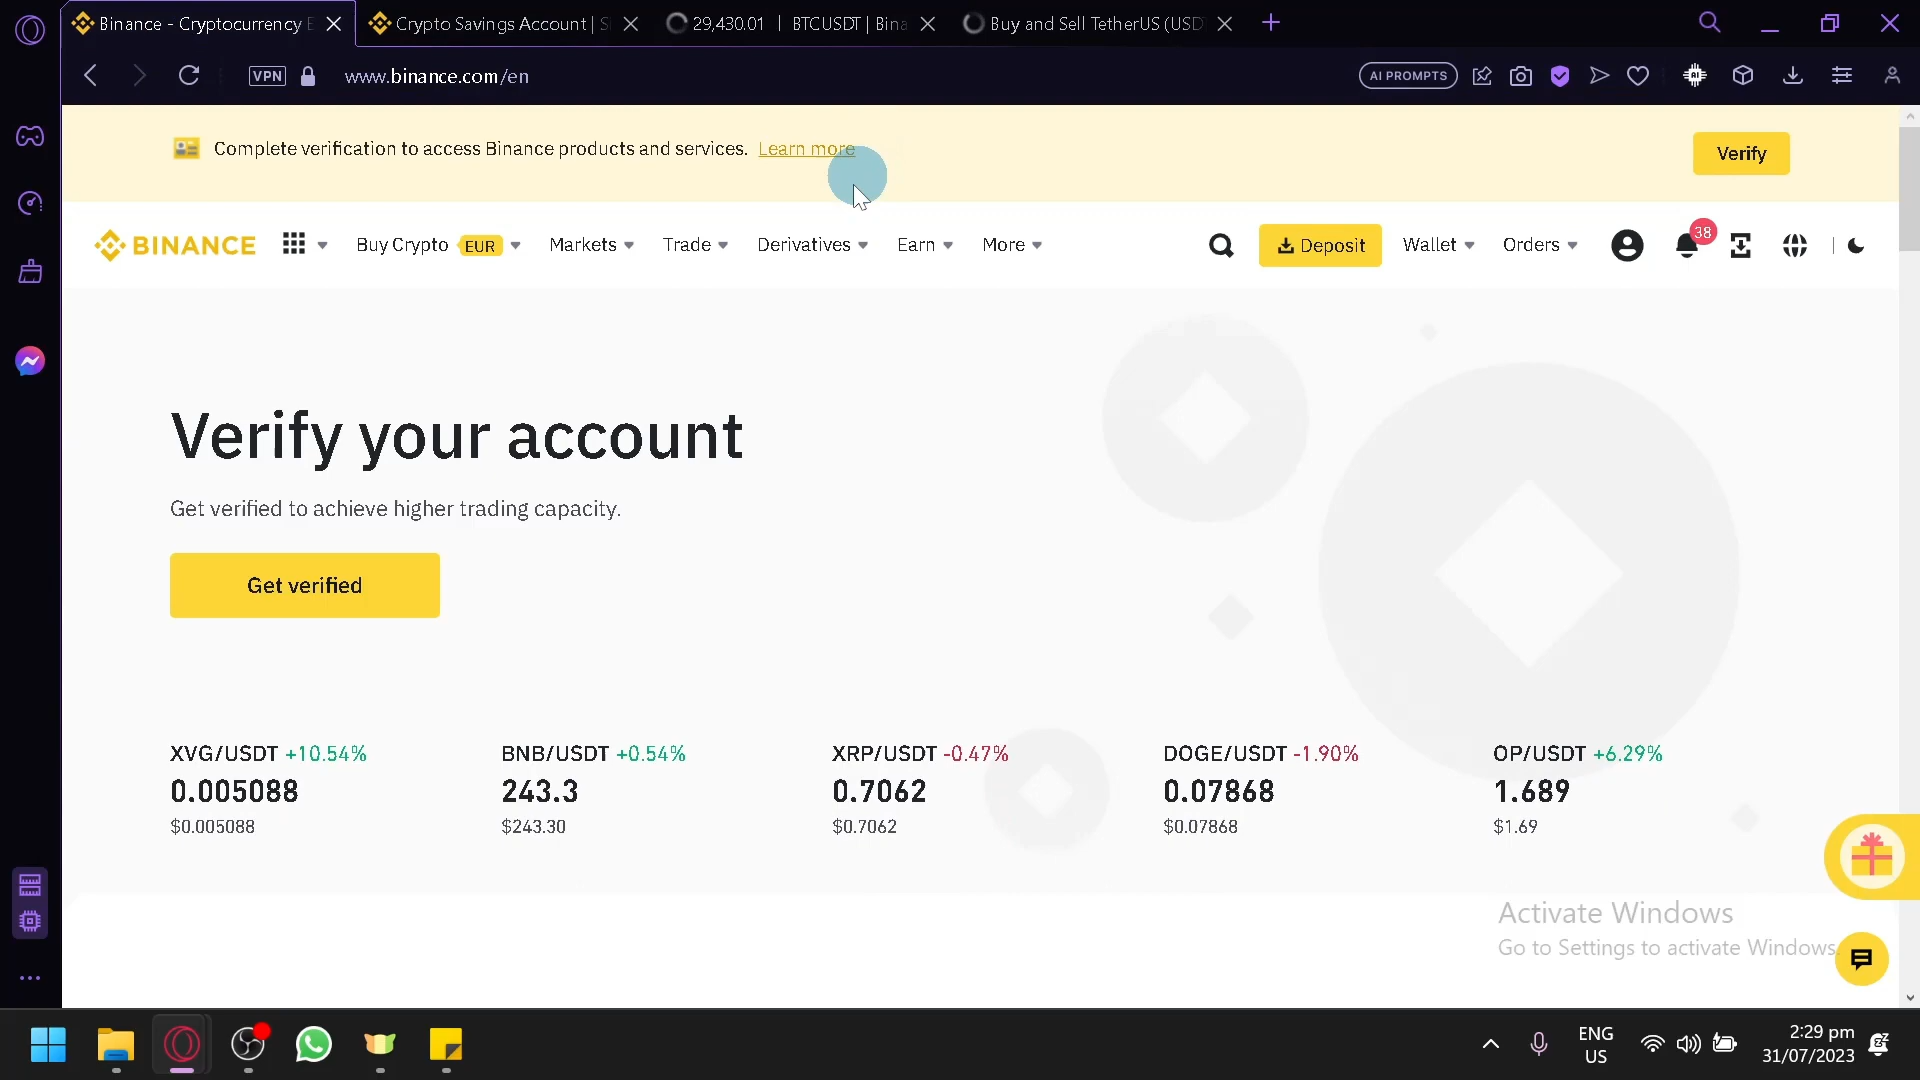 Binance - Cryptocurrency E
Crypto Savings Account | S
29,430.01 | BTCUSDT | Bina
Buy and Sell TetherUS (USD
VPN
www.binance.com/en
AI PROMPTS
Complete verification to access Binance products and services. Learn more
Verify
BINANCE
Buy Crypto EUR
Markets
Trade
Derivatives
Earn
More
Deposit
Wallet
Orders
38
Verify your account
Get verified to achieve higher trading capacity.
Get verified
XVG/USDT +10.54%
0.005088
$0.005088
BNB/USDT +0.54%
243.3
$243.30
XRP/USDT -0.47%
0.7062
$0.7062
DOGE/USDT -1.90%
0.07868
$0.07868
OP/USDT +6.29%
1.689
$1.69
Activate Windows
Go to Settings to activate Windows.
ENG
US
2:29 pm
31/07/2023